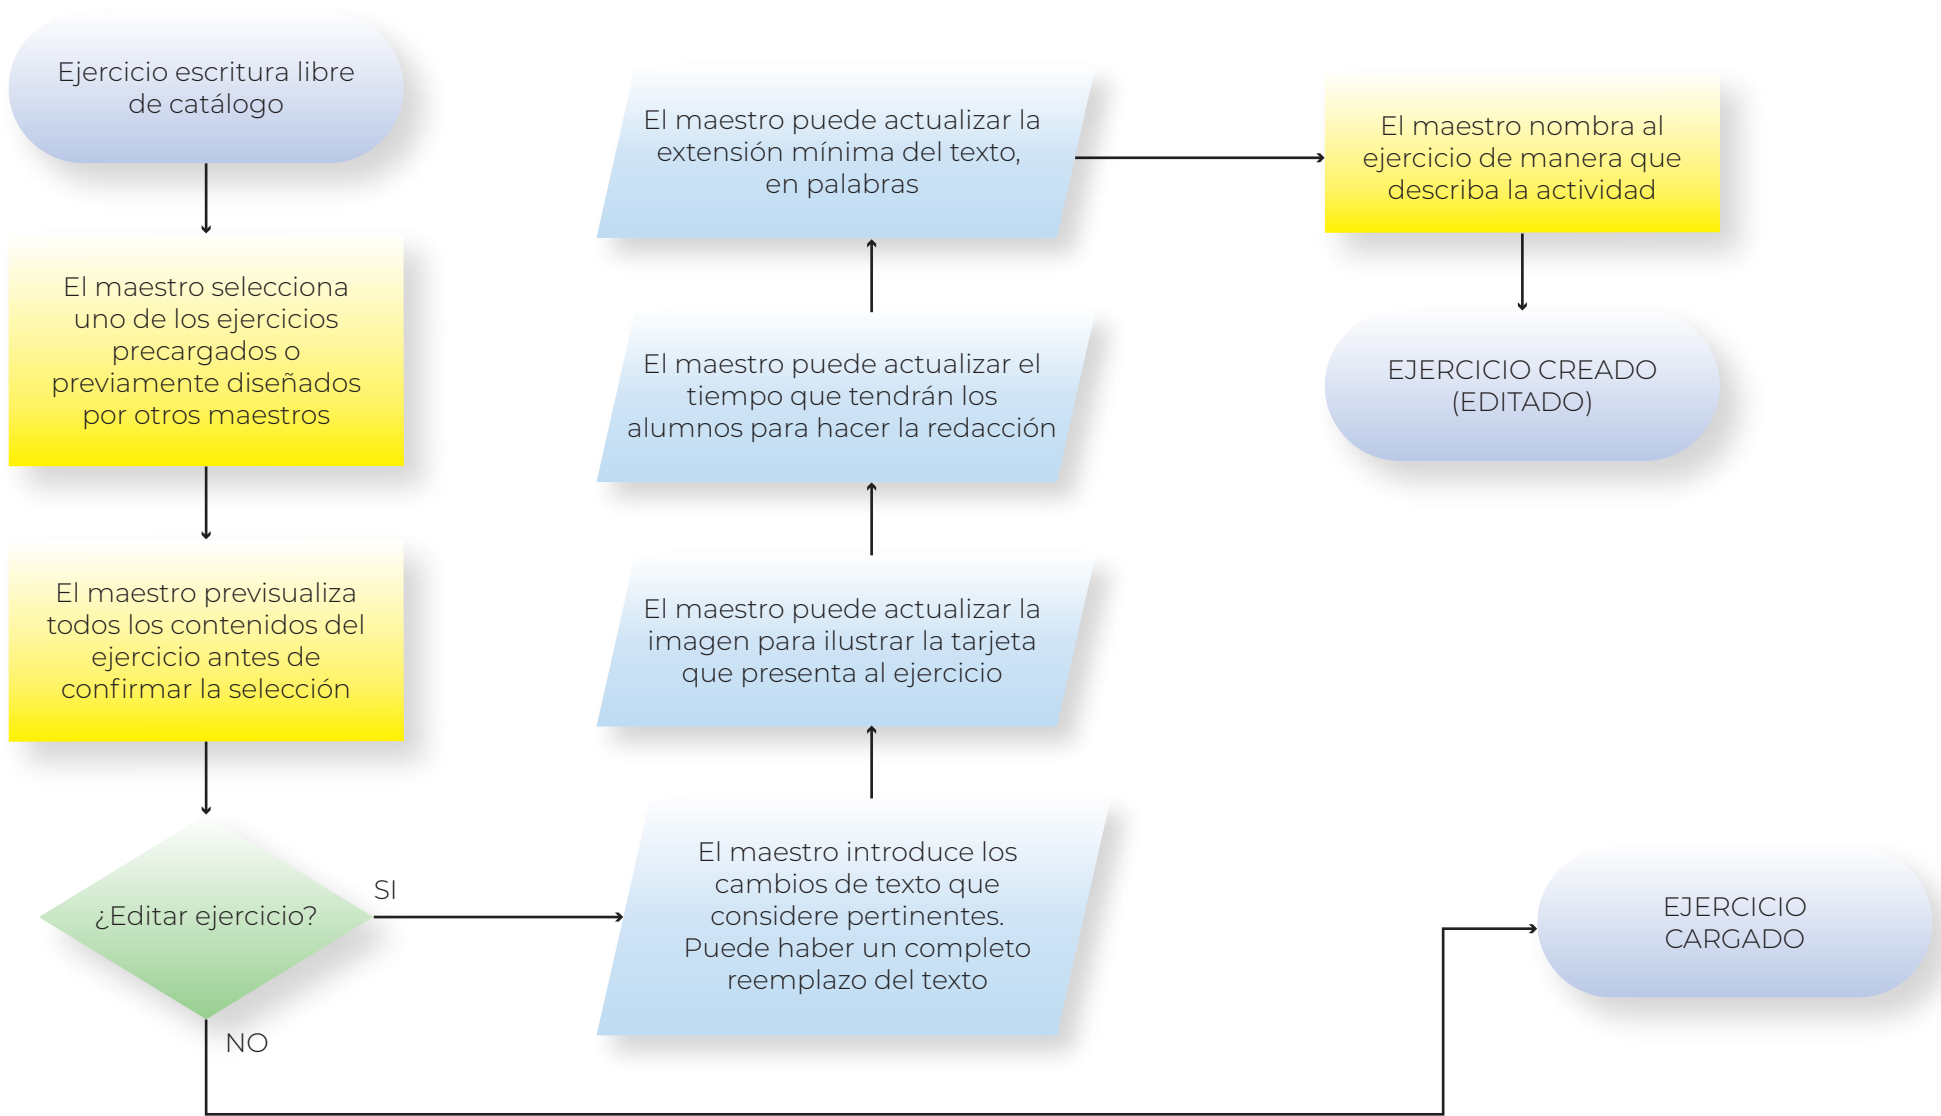 Ejercicio escritura libre
de catálogo
El maestro selecciona
uno de los ejercicios
precargados o
previamente diseñados
por otros maestros
El maestro previsualiza
todos los contenidos del
ejercicio antes de
confirmar la selección
¿Editar ejercicio?
SI
NO
El maestro introduce los
cambios de texto que
considere pertinentes.
Puede haber un completo
reemplazo del texto
El maestro puede actualizar la
imagen para ilustrar la tarjeta
que presenta al ejercicio
El maestro puede actualizar el
tiempo que tendrán los
alumnos para hacer la redacción
El maestro puede actualizar la
extensión mínima del texto,
en palabras
El maestro nombra al
ejercicio de manera que
describa la actividad
EJERCICIO CREADO
(EDITADO)
EJERCICIO
CARGADO